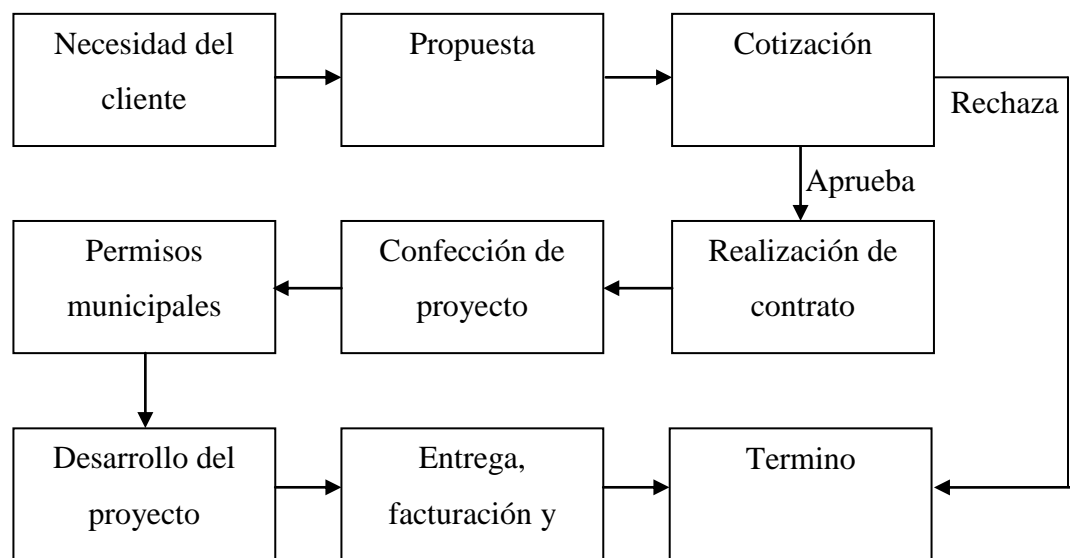 Necesidad del
cliente
Propuesta
Cotización
Rechaza
Aprueba
Realización de
contrato
Confección de
proyecto
Permisos
municipales
Desarrollo del
proyecto
Entrega,
facturación y
Termino